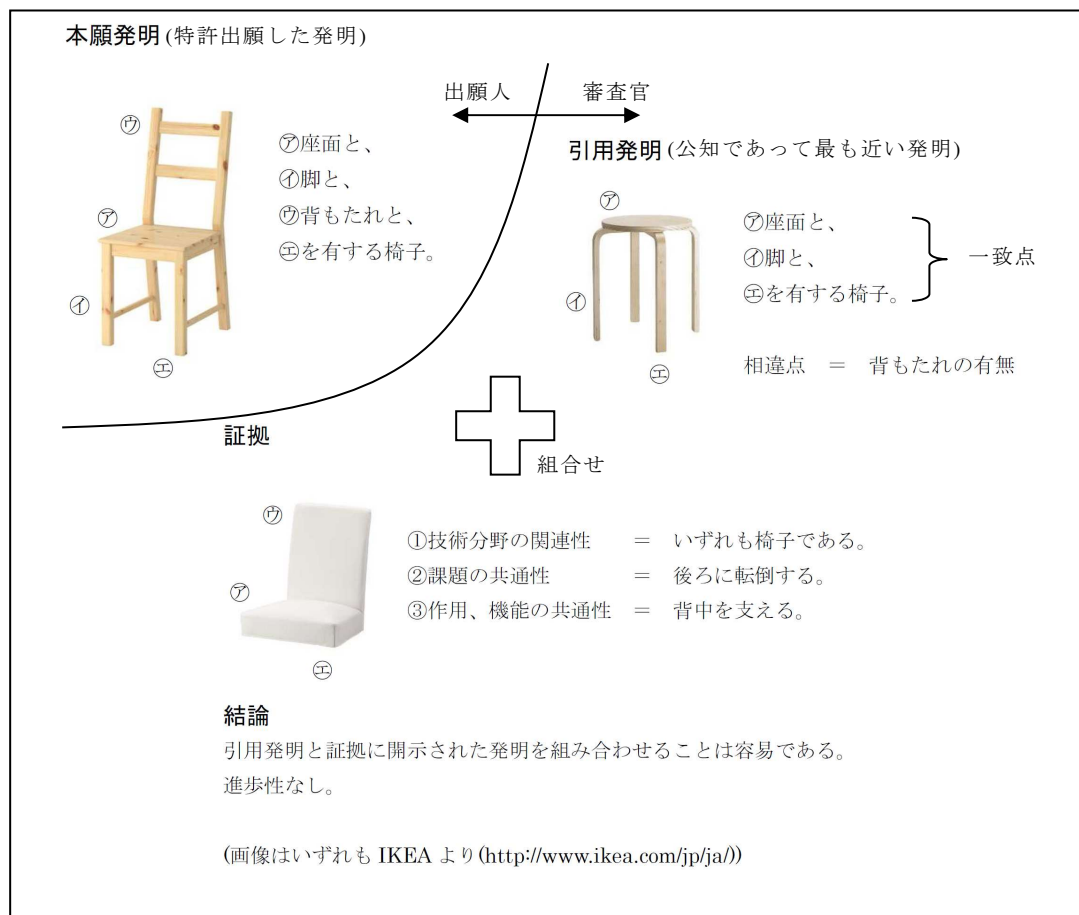 本願発明(特許出願した発明)
出願人 審査官
㋒
㋐座面と、
㋑脚と、
㋒背もたれと、
㋓を有する椅子。
㋐
㋑
㋓
引用発明(公知であって最も近い発明)
㋐
㋐座面と、
㋑脚と、
㋓を有する椅子。
一致点
㋑
㋓
相違点 = 背もたれの有無
証拠
組合せ
㋒
㋐
㋓
①技術分野の関連性 = いずれも椅子である。
②課題の共通性 = 後ろに転倒する。
③作用、機能の共通性 = 背中を支える。
結論
引用発明と証拠に開示された発明を組み合わせることは容易である。
進歩性なし。
(画像はいずれも IKEA より(http://www.ikea.com/jp/ja/))